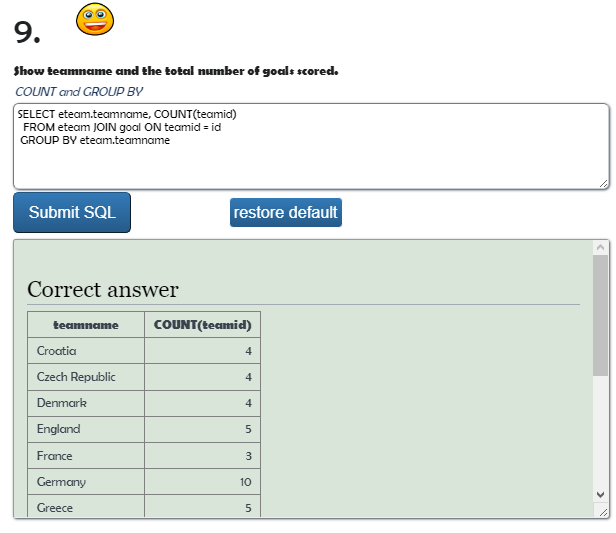 9.
Show teamname and the total number of goals scored.
COUNT and GROUP BY
SELECT eteam.teamname, COUNT(teamid)
FROM eteam JOIN goal ON teamid = id
GROUP BY eteam.teamname
Submit SQL
restore default
Correct answer
teamname COUNT(teamid)
Croatia 4
Czech Republic 4
Denmark 4
England 5
France 3
Germany 10
Greece 5